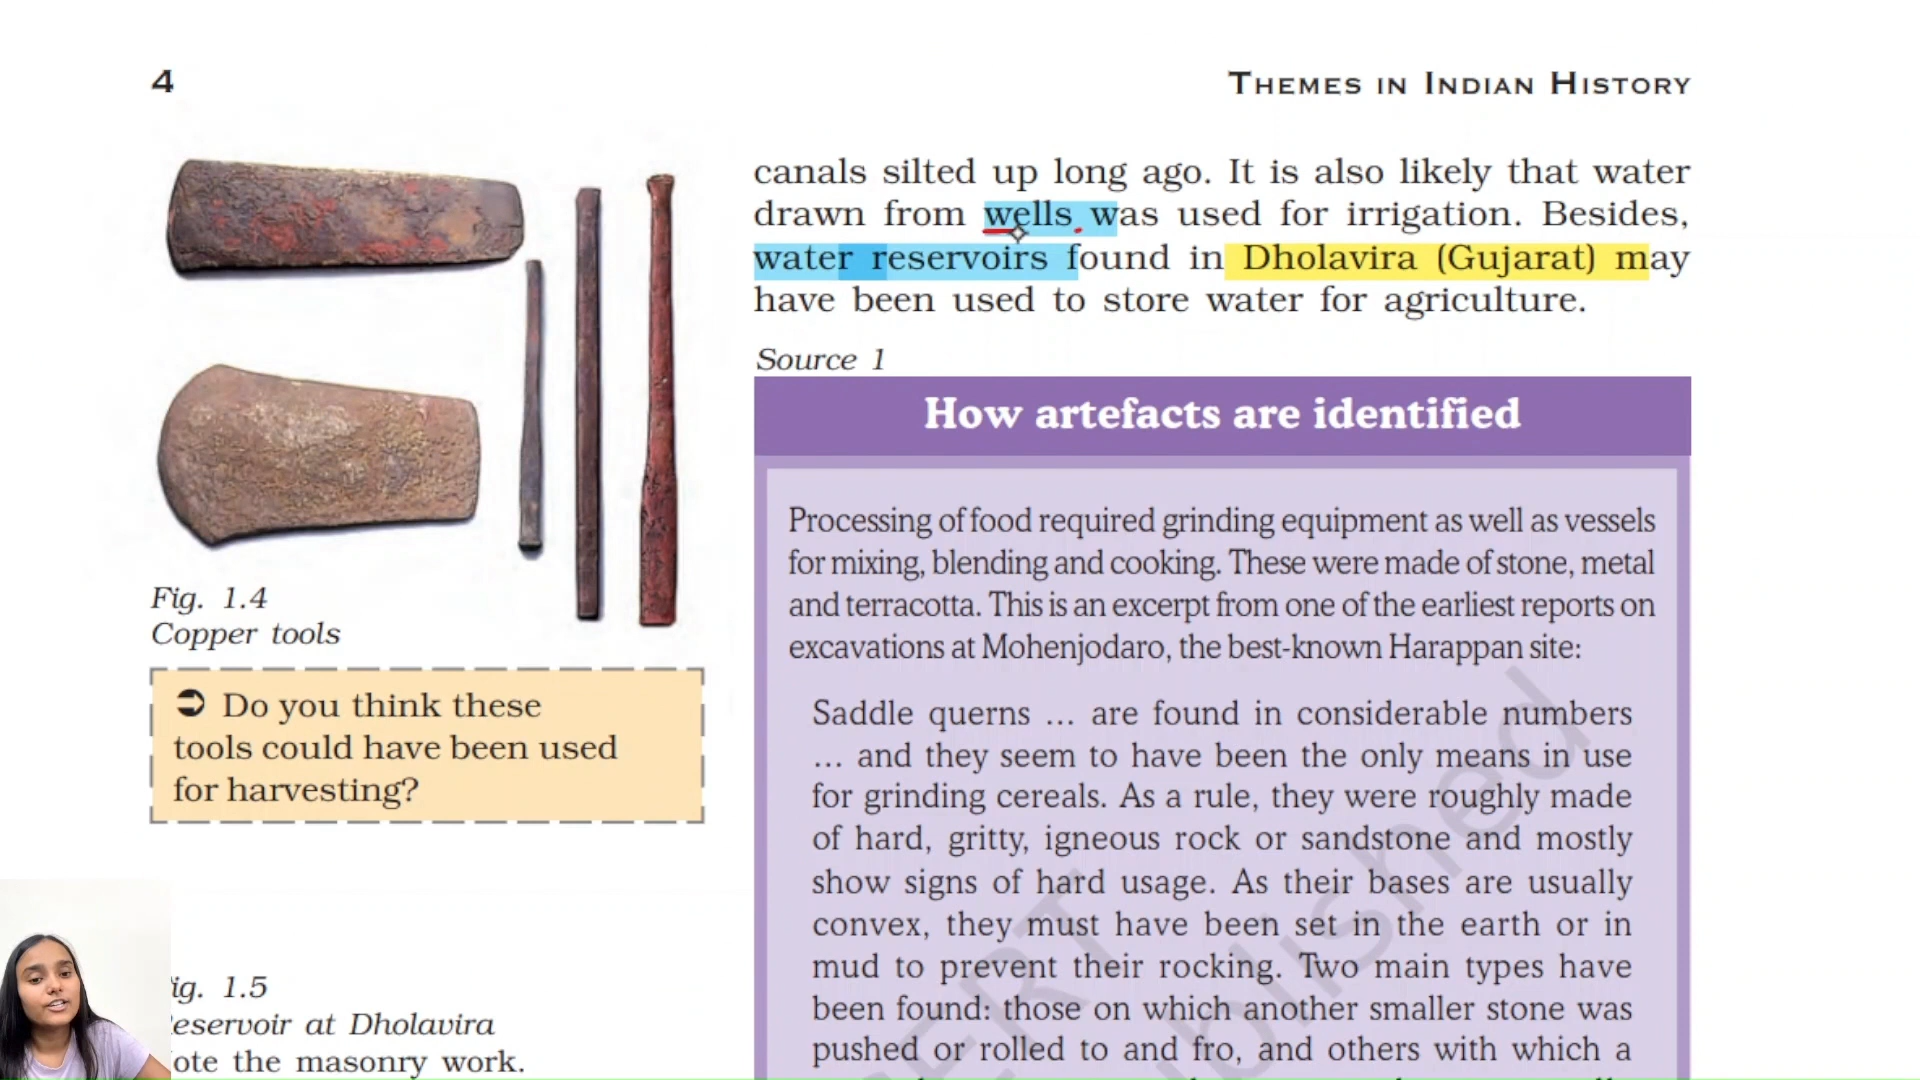 4
THEMES IN INDIAN HISTORY
canals silted up long ago. It is also likely that water
drawn from wells was used for irrigation. Besides,
water reservoirs found in Dholavira (Gujarat) may
have been used to store water for agriculture.
Source 1
How artefacts are identified
Processing of food required grinding equipment as well as vessels
for mixing, blending and cooking. These were made of stone, metal
and terracotta. This is an excerpt from one of the earliest reports on
excavations at Mohenjodaro, the best-known Harappan site:
Saddle querns ... are found in considerable numbers
... and they seem to have been the only means in use
for grinding cereals. As a rule, they were roughly made
of hard, gritty, igneous rock or sandstone and mostly
show signs of hard usage. As their bases are usually
convex, they must have been set in the earth or in
mud to prevent their rocking. Two main types have
been found: those on which another smaller stone was
pushed or rolled to and fro, and others with which a
Fig. 1.4
Copper tools
➲ Do you think these
tools could have been used
for harvesting?
ig. 1.5
eservoir at Dholavira
ote the masonry work.